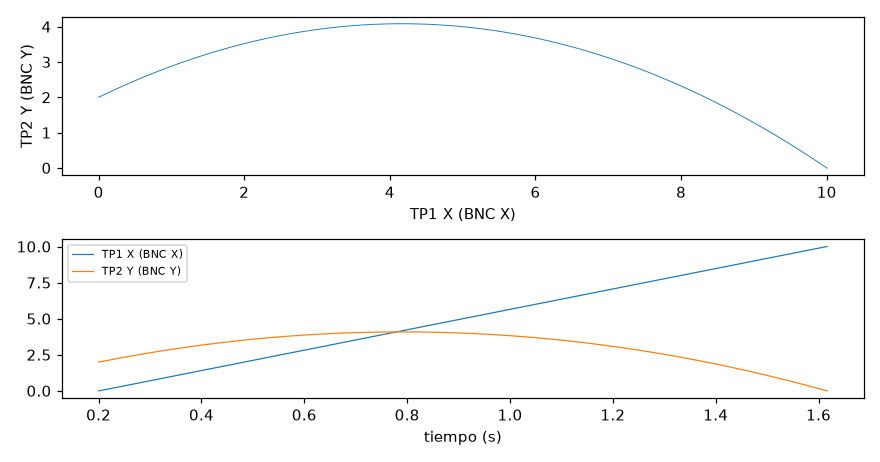 TP2 Y (BNC Y)
4
3
2
1
0
0 2 4 6 8 10
TP1 X (BNC X)
10.0
7.5
5.0
2.5
0.0
TP1 X (BNC X)
TP2 Y (BNC Y)
0.2 0.4 0.6 0.8 1.0 1.2 1.4 1.6
tiempo (s)